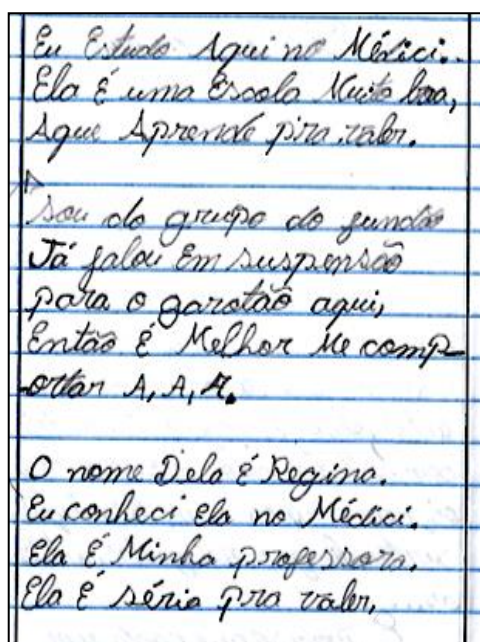 Eu Estudo Aqui no Médici.
Ela É uma Escola Muito boa,
Aque Aprende pra valer.
Sou do grupo do fundão
Já falou Em suspensão
para o garotão aqui,
Então É Melhor Me comp-
ortar A, A, A.
O nome Dela É Regina.
Eu conheci Ela no Médici.
Ela É Minha professora.
Ela É séria pra valer.